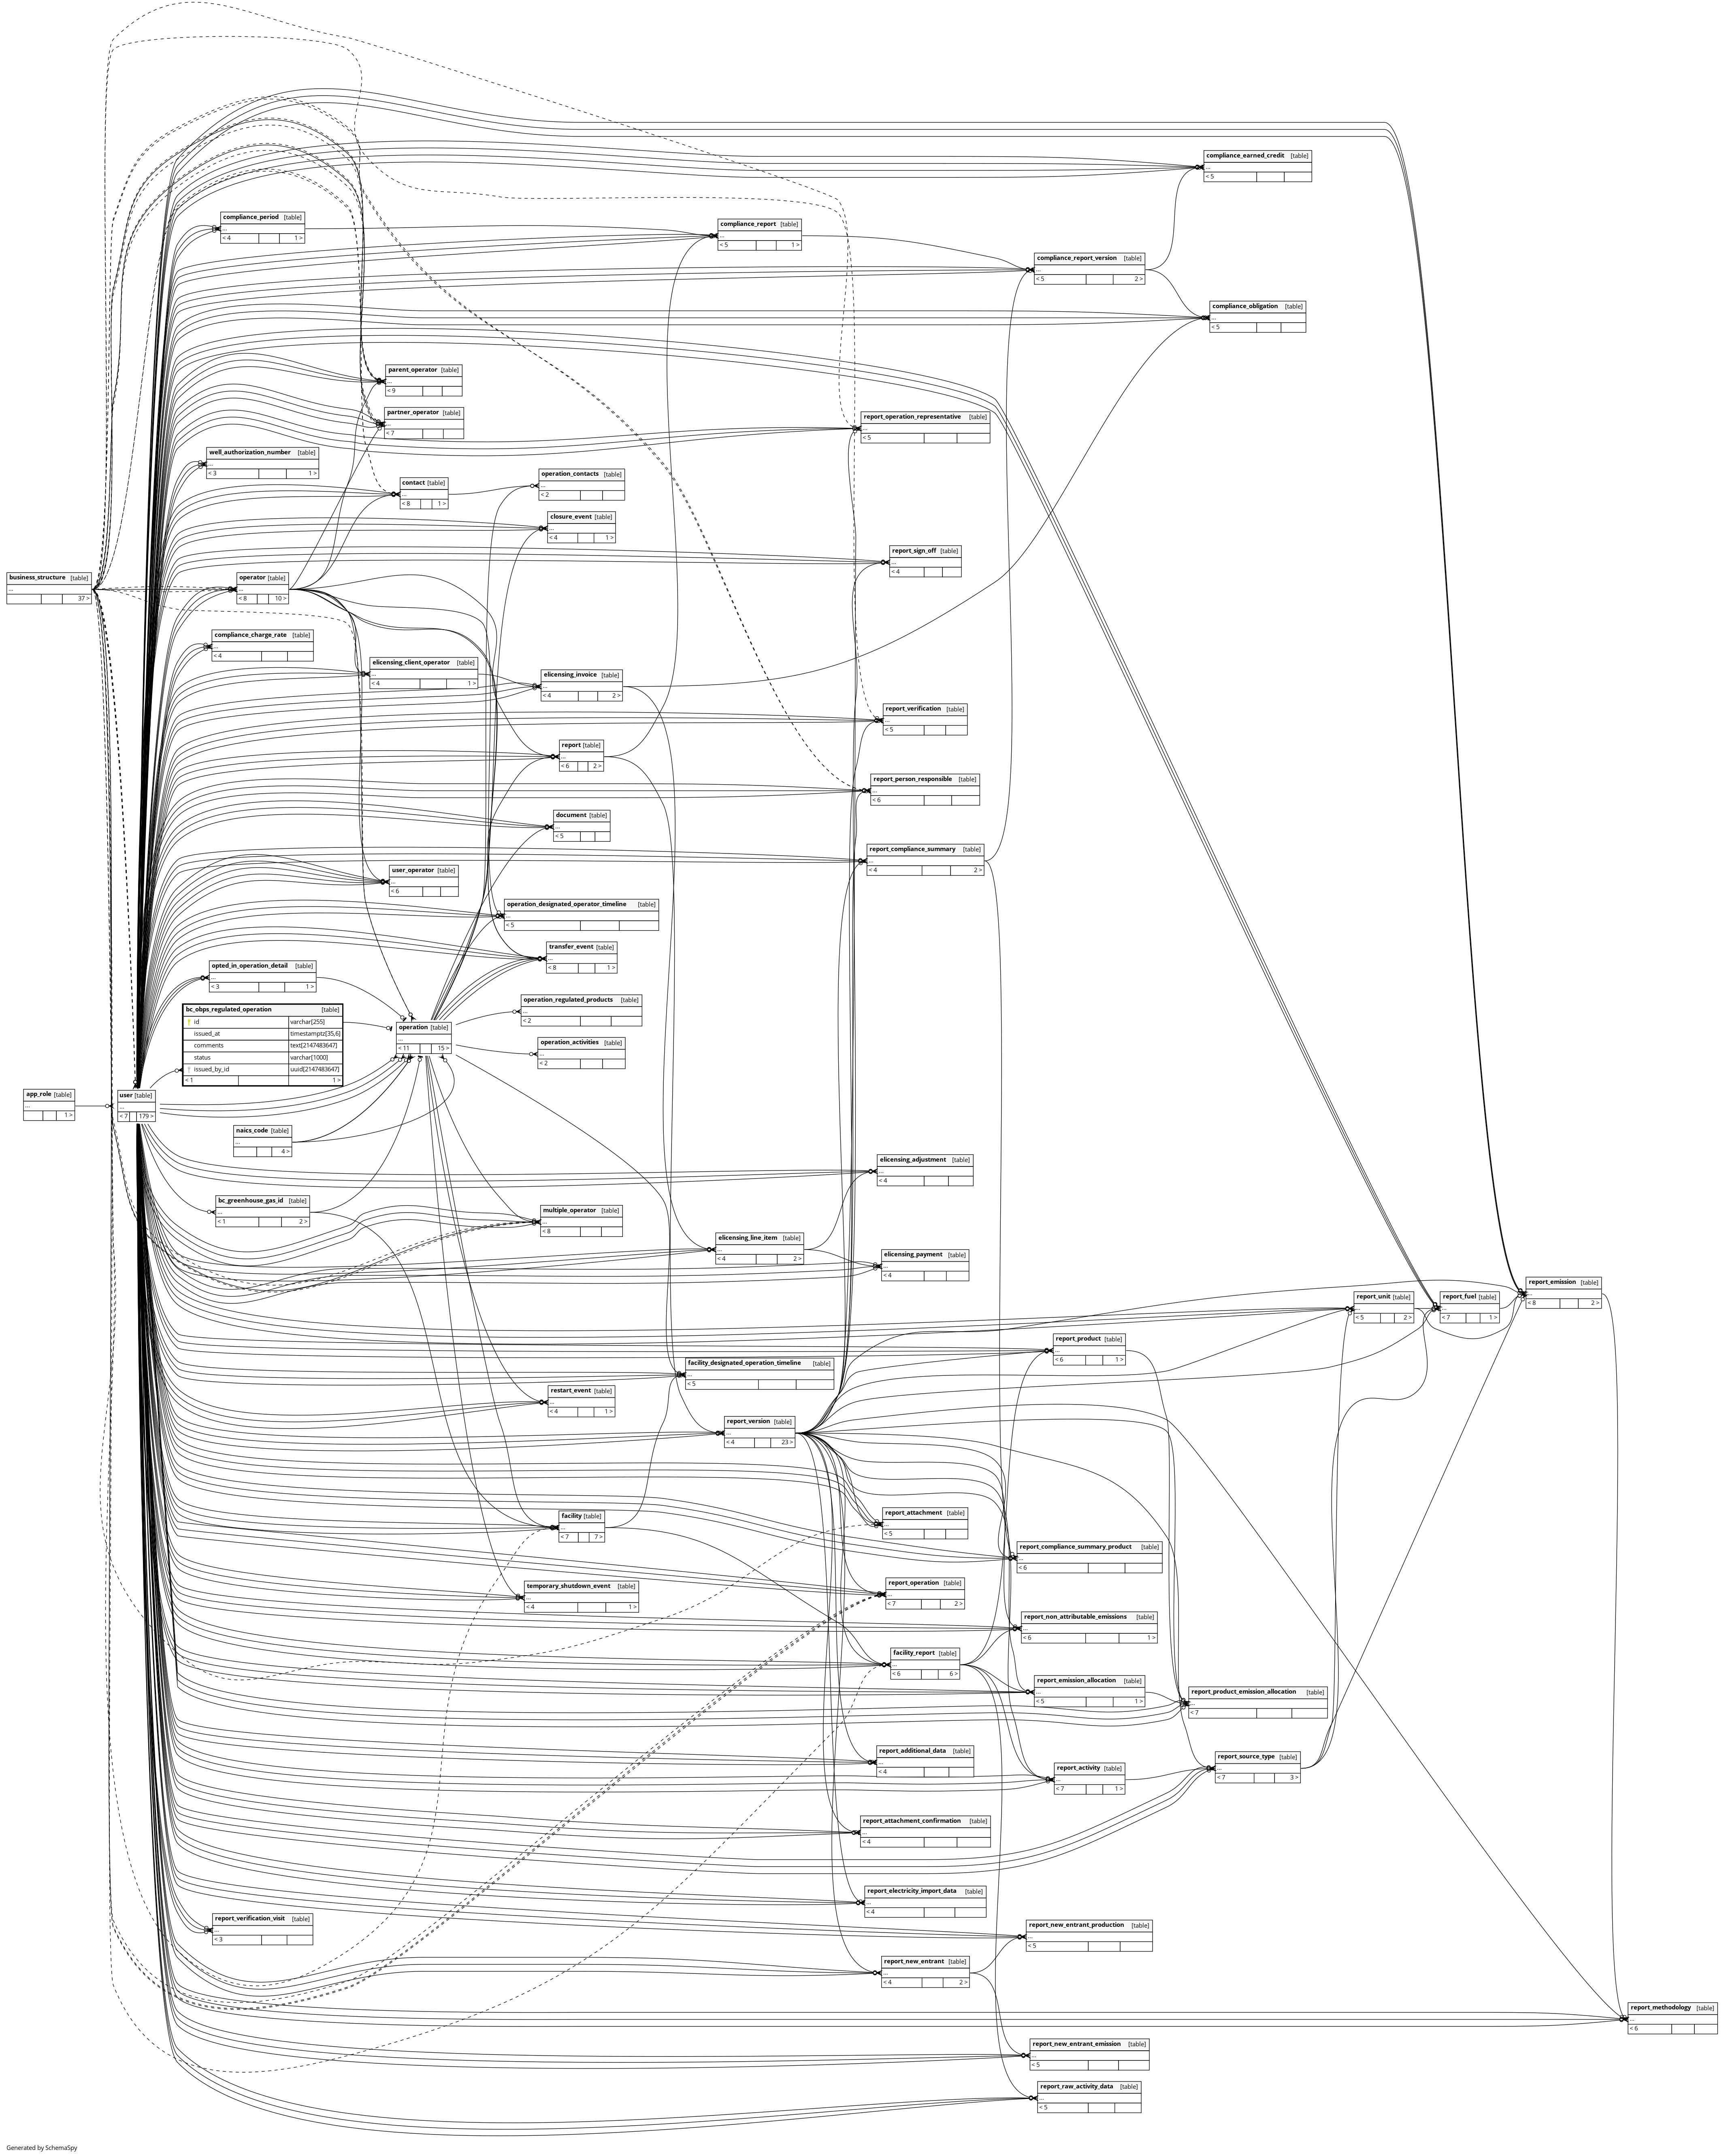 compliance_earned_credit [table]
...
< 5
compliance_period [table]
...
< 4 1 >
compliance_report [table]
...
< 5 1 >
compliance_report_version [table]
...
< 5 2 >
compliance_obligation [table]
...
< 5
parent_operator [table]
...
< 9
partner_operator [table]
...
< 7
report_operation_representative [table]
...
< 5
well_authorization_number [table]
...
< 3 1 >
contact [table]
...
< 8 1 >
operation_contacts [table]
...
< 2
closure_event [table]
...
< 4 1 >
report_sign_off [table]
...
< 4
business_structure [table]
...
37 >
operator [table]
...
< 8 10 >
compliance_charge_rate [table]
...
< 4
elicensing_client_operator [table]
...
< 4 1 >
elicensing_invoice [table]
...
< 4 2 >
report_verification [table]
...
< 5
report [table]
...
< 6 2 >
report_person_responsible [table]
...
< 6
document [table]
...
< 5
report_compliance_summary [table]
...
< 4 2 >
user_operator [table]
...
< 6
operation_designated_operator_timeline [table]
...
< 5
transfer_event [table]
...
< 8 1 >
opted_in_operation_detail [table]
...
< 3 1 >
bc_obps_regulated_operation [table]
id varchar[255]
issued_at timestamptz[35,6]
comments text[2147483647]
status varchar[1000]
issued_by_id uuid[2147483647]
< 1 1 >
operation_regulated_products [table]
...
< 2
operation [table]
...
< 11 15 >
operation_activities [table]
...
< 2
app_role [table]
...
1 >
user [table]
...
< 7 179 >
naics_code [table]
...
4 >
elicensing_adjustment [table]
...
< 4
bc_greenhouse_gas_id [table]
...
< 1 2 >
multiple_operator [table]
...
< 8
elicensing_line_item [table]
...
< 4 2 >
elicensing_payment [table]
...
< 4
report_emission [table]
...
< 8 2 >
report_unit [table]
...
< 5 2 >
report_fuel [table]
...
< 7 1 >
report_product [table]
...
< 6 1 >
facility_designated_operation_timeline [table]
...
< 5
restart_event [table]
...
< 4 1 >
report_version [table]
...
< 4 23 >
facility [table]
...
< 7 7 >
report_attachment [table]
...
< 5
report_compliance_summary_product [table]
...
< 6
temporary_shutdown_event [table]
...
< 4 1 >
report_operation [table]
...
< 7 2 >
report_non_attributable_emissions [table]
...
< 6 1 >
facility_report [table]
...
< 6 6 >
report_emission_allocation [table]
...
< 5 1 >
report_product_emission_allocation [table]
...
< 7
report_additional_data [table]
...
< 4
report_activity [table]
...
< 7 1 >
report_source_type [table]
...
< 7 3 >
report_attachment_confirmation [table]
...
< 4
report_electricity_import_data [table]
...
< 4
report_verification_visit [table]
...
< 3
report_new_entrant_production [table]
...
< 5
report_new_entrant [table]
...
< 4 2 >
report_methodology [table]
...
< 6
report_new_entrant_emission [table]
...
< 5
report_raw_activity_data [table]
...
< 5
Generated by SchemaSpy